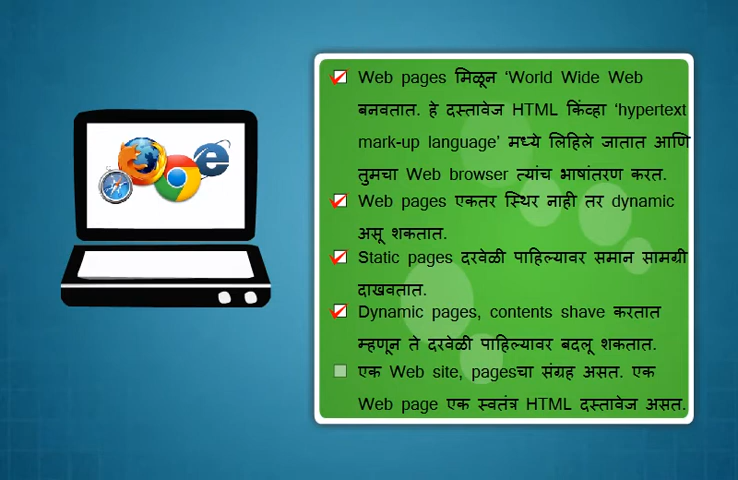 Web pages मिळून ‘World Wide Web
बनवतात. हे दस्तावेज HTML किंव्हा ‘hypertext
mark-up language’ मध्ये लिहिले जातात आणि
तुमचा Web browser त्यांच भाषांतरण करत.
Web pages एकतर स्थिर नाही तर dynamic
असू शकतात.
Static pages दरवेळी पाहिल्यावर समान सामग्री
दाखवतात.
Dynamic pages, contents shave करतात
म्हणून ते दरवेळी पाहिल्यावर बदलू शकतात.
एक Web site, pagesचा संग्रह असत. एक
Web page एक स्वतंत्र HTML दस्तावेज असत.